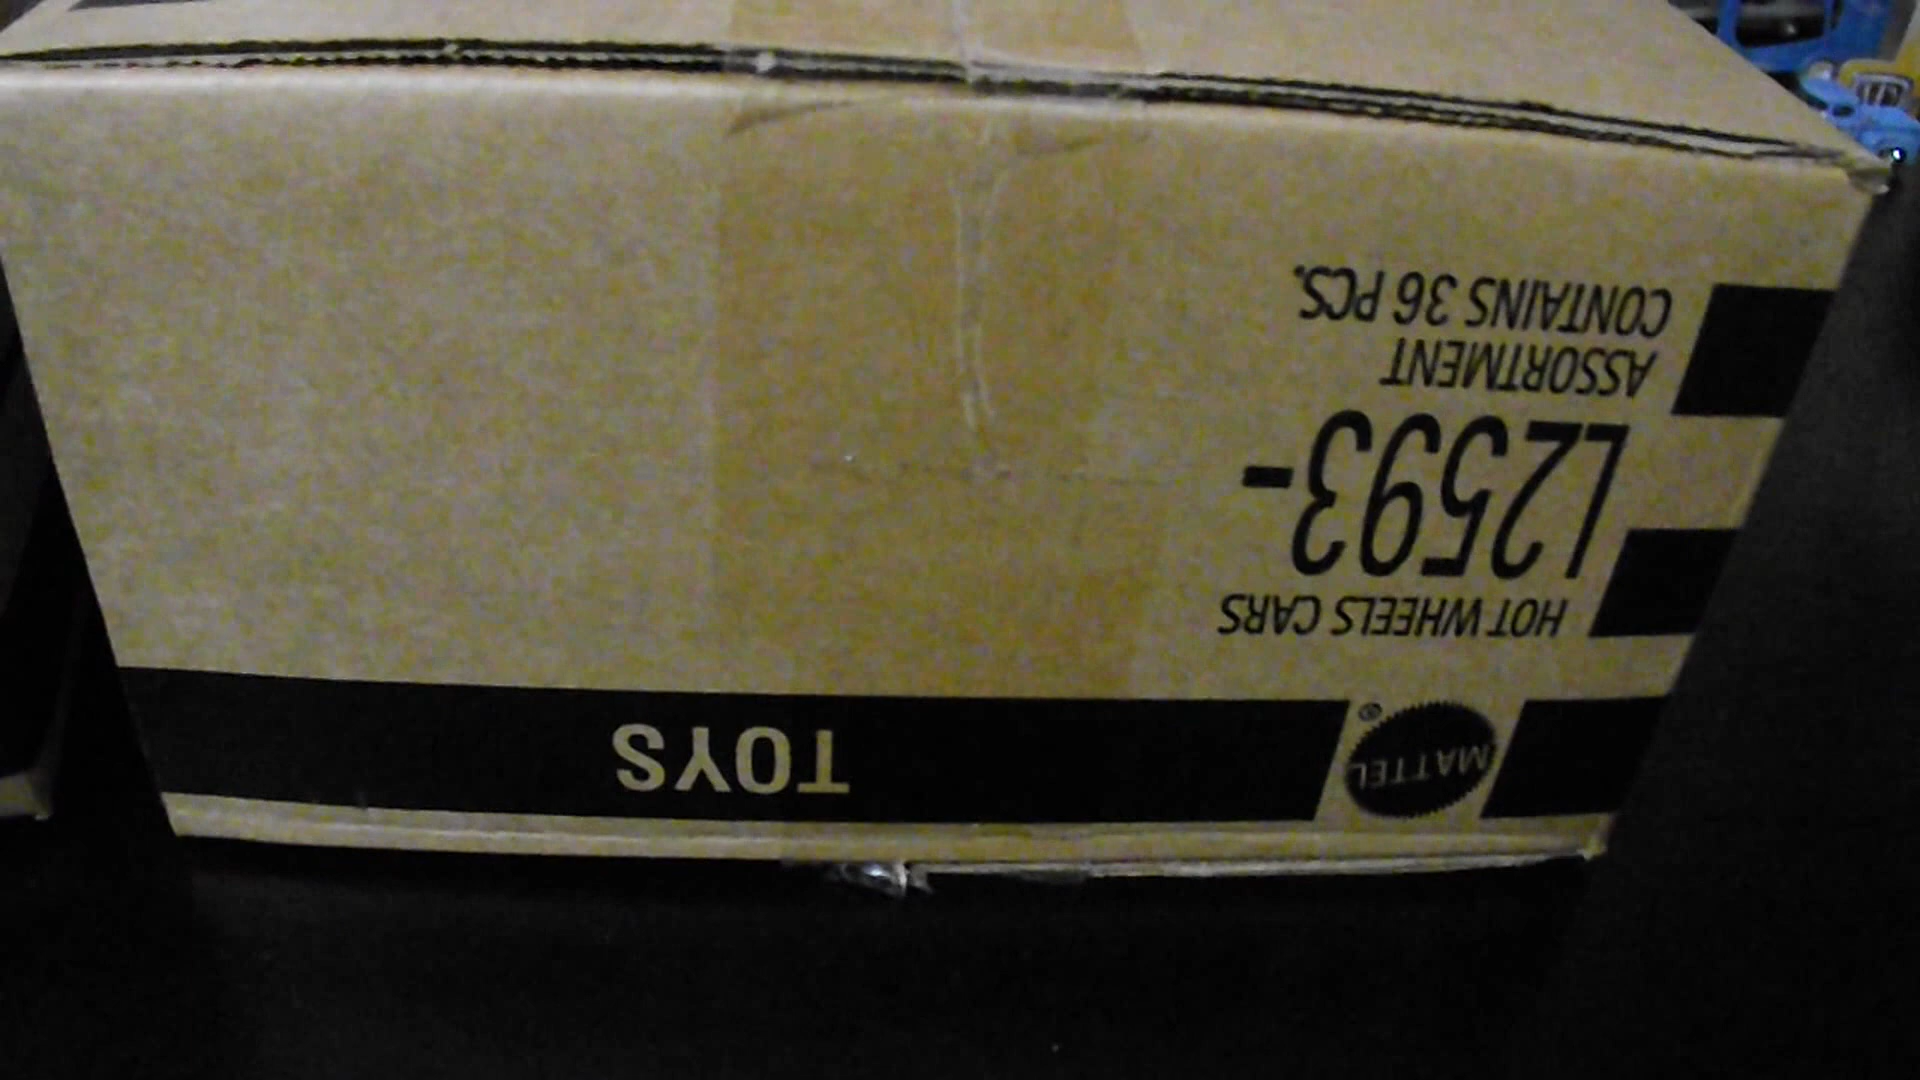 MATTEL®
TOYS
HOT WHEELS CARS
L2593-
ASSORTMENT
CONTAINS 36 PCS.